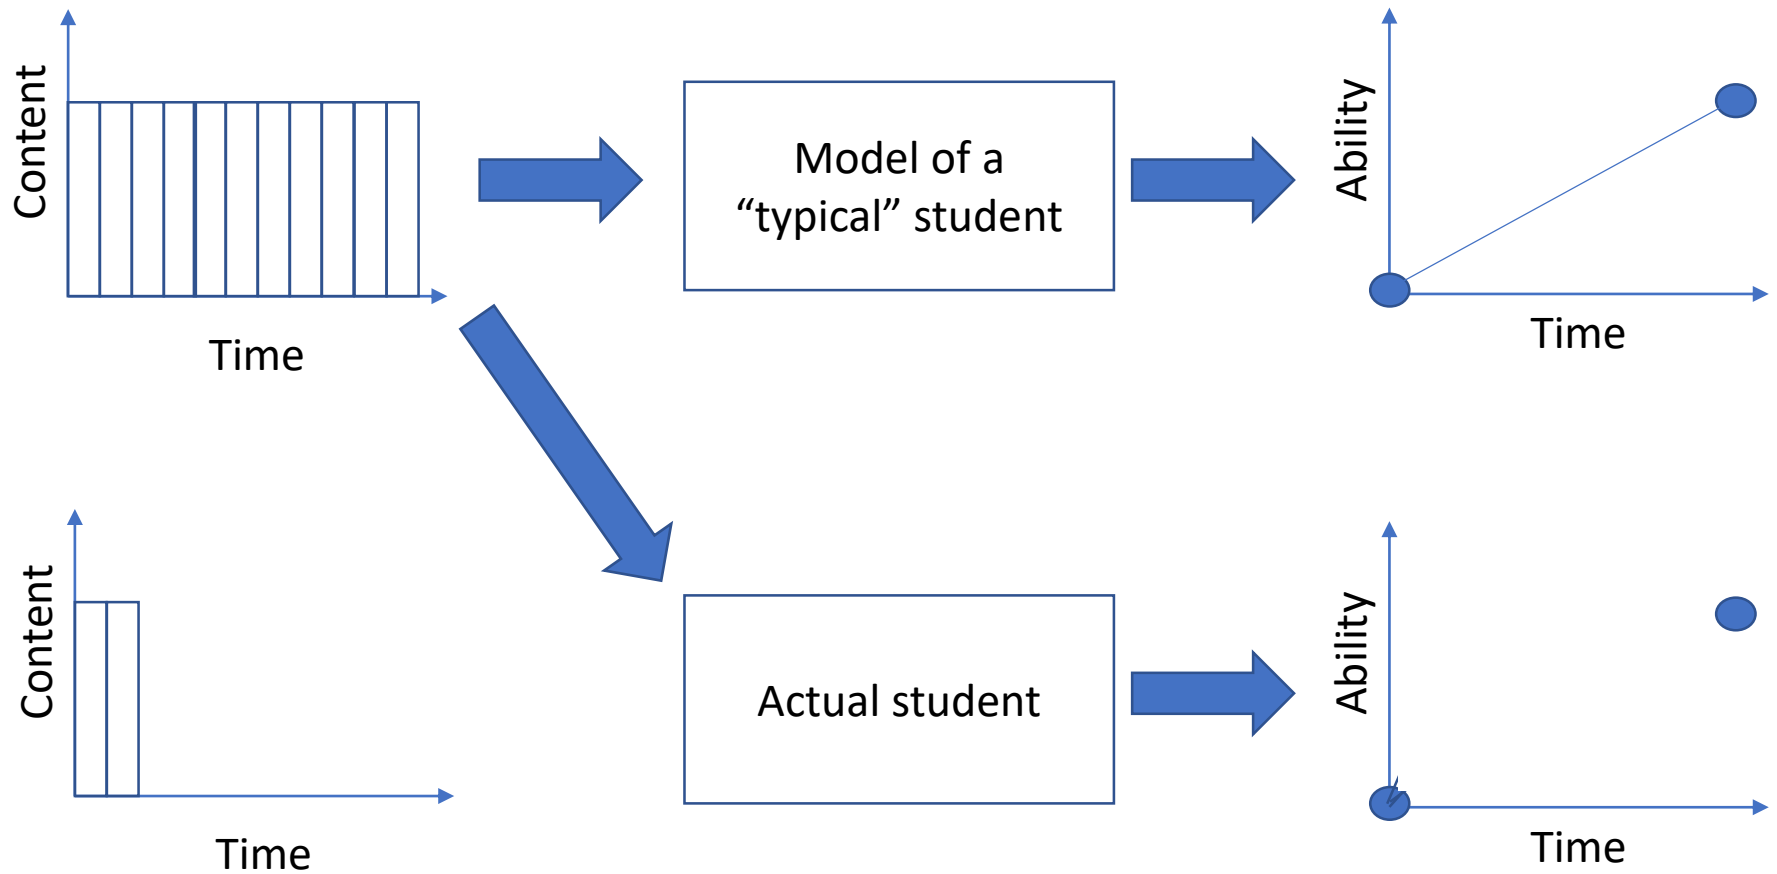 Content
Time
Model of a
“typical” student
Ability
Time
Content
Time
Actual student
Ability
Time